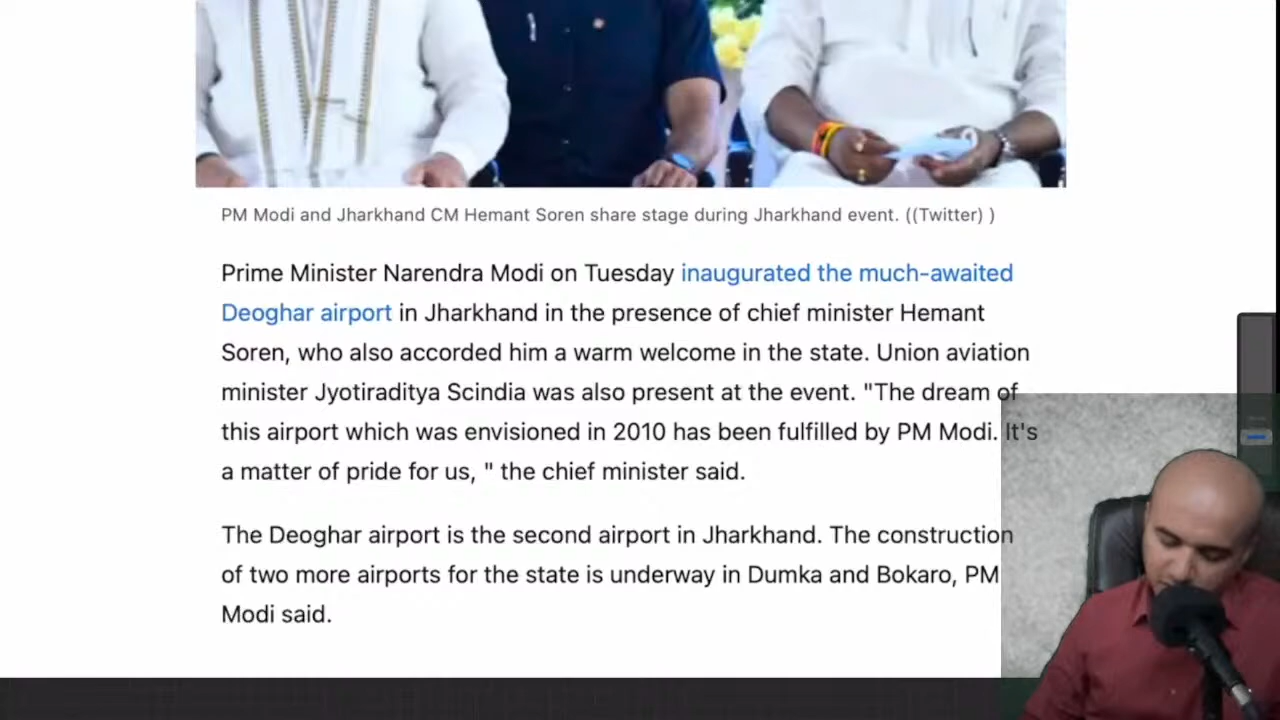 PM Modi and Jharkhand CM Hemant Soren share stage during Jharkhand event. ((Twitter) )
Prime Minister Narendra Modi on Tuesday inaugurated the much-awaited
Deoghar airport in Jharkhand in the presence of chief minister Hemant
Soren, who also accorded him a warm welcome in the state. Union aviation
minister Jyotiraditya Scindia was also present at the event. "The dream of
this airport which was envisioned in 2010 has been fulfilled by PM Modi. It's
a matter of pride for us, " the chief minister said.
The Deoghar airport is the second airport in Jharkhand. The construction
of two more airports for the state is underway in Dumka and Bokaro, PM
Modi said.